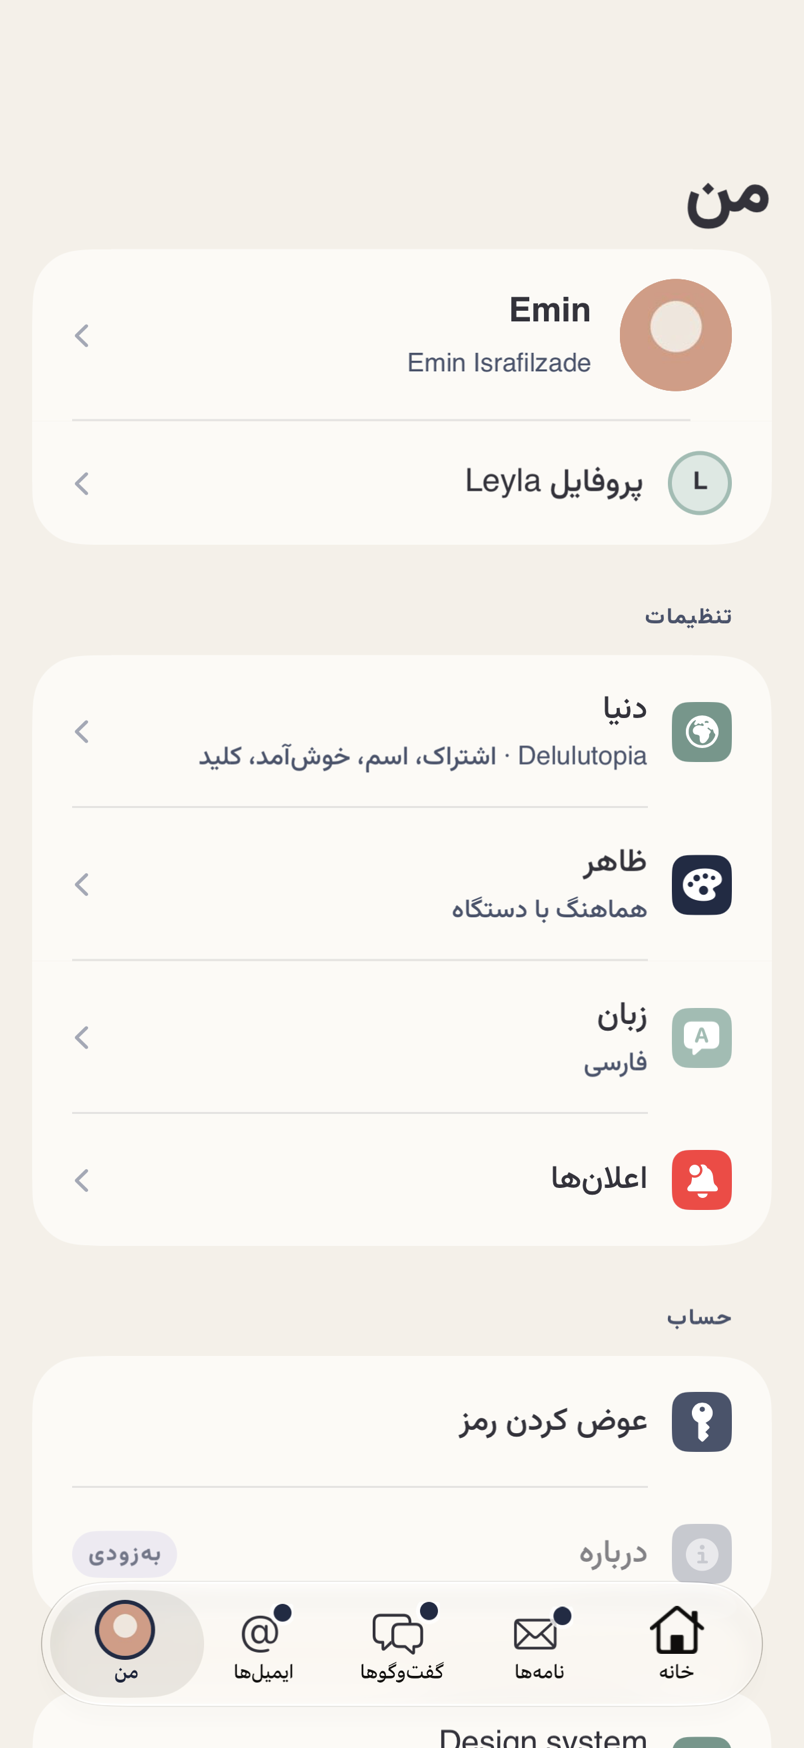 من
Emin
Emin Israfilzade
L
پروفایل Leyla
تنظیمات
دنیا
Delulutopia · اشتراک، اسم، خوش‌آمد، کلید
ظاهر
هماهنگ با دستگاه
زبان
A
فارسی
اعلان‌ها
حساب
عوض کردن رمز
درباره
به‌زودی
خانه
نامه‌ها
گفت‌وگوها
ایمیل‌ها
من
Design system